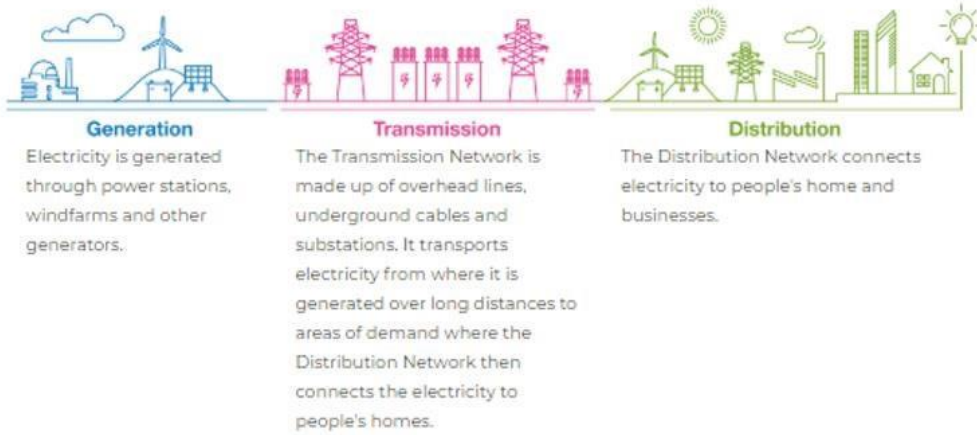 Generation
Electricity is generated
through power stations,
windfarms and other
generators.
Transmission
The Transmission Network is
made up of overhead lines,
underground cables and
substations. It transports
electricity from where it is
generated over long distances to
areas of demand where the
Distribution Network then
connects the electricity to
people's homes.
Distribution
The Distribution Network connects
electricity to people's home and
businesses.